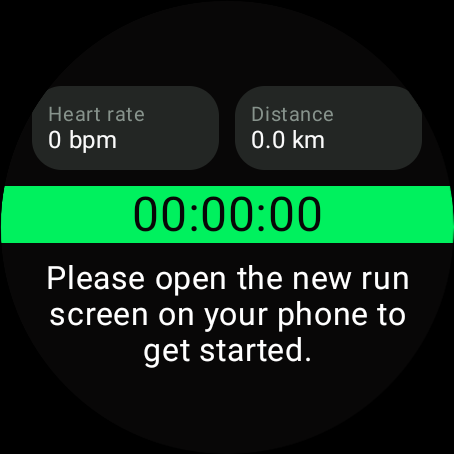 Heart rate
Distance
0 bpm
0.0 km
00:00:00
Please open the new run
screen on your phone to
get started.